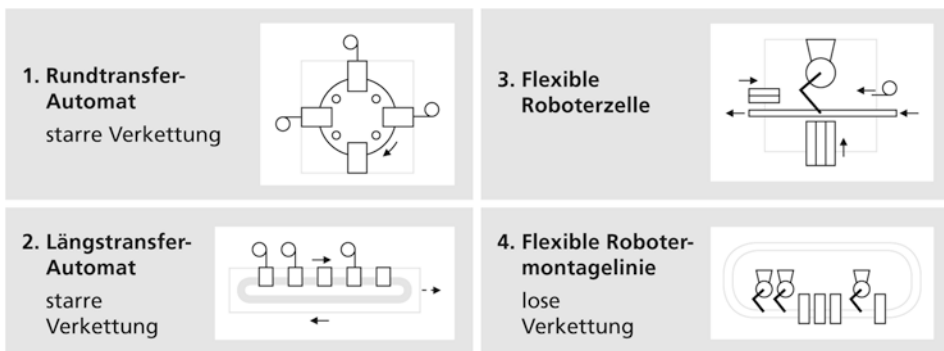 1. Rundtransfer-
Automat
starre Verkettung
2. Längstransfer-
Automat
starre
Verkettung
3. Flexible
Roboterzelle
4. Flexible Roboter-
montagelinie
lose
Verkettung